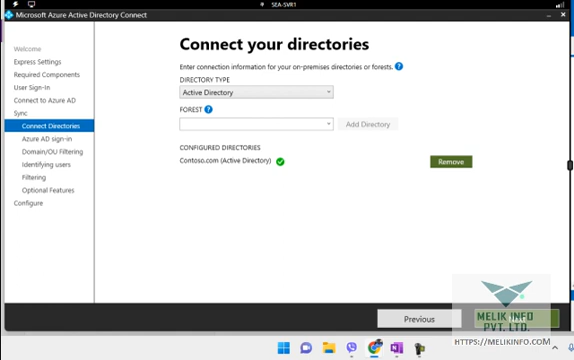 SEA-SVR1
Microsoft Azure Active Directory Connect
Welcome
Express Settings
Required Components
User Sign-In
Connect to Azure AD
Sync
Connect Directories
Azure AD sign-in
Domain/OU Filtering
Identifying users
Filtering
Optional Features
Configure
Connect your directories
Enter connection information for your on-premises directories or forests. ?
DIRECTORY TYPE
Active Directory
FOREST ?
Add Directory
CONFIGURED DIRECTORIES
Contoso.com (Active Directory)
Remove
Previous
MELIK INFO
PVT. LTD.
HTTPS://MELIKINFO.COM